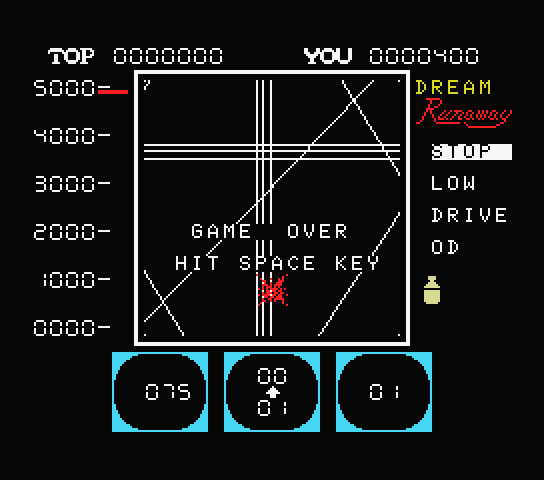 TOP 0000000 YOU 0000400
5000
DREAM
Runaway
4000
STOP
3000
LOW
DRIVE
2000
GAME OVER
OD
HIT SPACE KEY
1000
0000
075
00
01
01